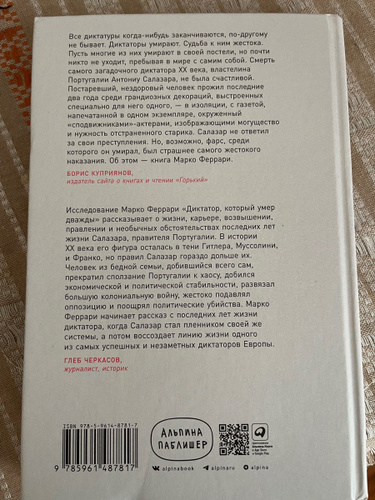 Все диктатуры когда-нибудь заканчиваются, по-другому
не бывает. Диктаторы умирают. Судьба к ним жестока.
Пусть многие из них умирают в своей постели, но почти
никто не уходит, пребывая в мире с самим собой. Смерть
самого загадочного диктатора XX века, властелина
Португалии Антониу Салазара, не была счастливой.
Постаревший, нездоровый человек прожил последние
два года среди грандиозных декораций, выстроенных
специально для него одного, — в изоляции, с газетой,
напечатанной в одном экземпляре, окруженный
«сподвижниками»-актерами, изображающими могущество
и нужность отстраненного старика. Салазар не ответил
за свои преступления. Но, возможно, фарс, среди
которого он умирал, был страшнее самого жестокого
наказания. Об этом — книга Марко Феррари.
БОРИС КУПРИЯНОВ,
издатель сайта о книгах и чтении «Горький»
Исследование Марко Феррари «Диктатор, который умер
дважды» рассказывает о жизни, карьере, возвышении,
правлении и необычных обстоятельствах последних лет
жизни Салазара, правителя Португалии. В истории
XX века его фигура осталась в тени Гитлера, Муссолини,
и Франко, но правил Салазар гораздо дольше их.
Человек из бедной семьи, добившийся всего сам,
прекратил сползание Португалии к хаосу, добился
экономической и политической стабильности, развязал
большую колониальную войну, жестоко подавлял
оппозицию и поощрял политические убийства. Марко
Феррари начинает рассказ с последних лет жизни
диктатора, когда Салазар стал пленником своей же
системы, а потом воссоздает линию жизни одного
из самых успешных и незаметных диктаторов Европы.
ГЛЕБ ЧЕРКАСОВ,
журналист, историк
ISBN 978-5-9614-8781-7
9 785961 487817
АЛЬПИНА
ПАБЛИШЕР
alpinabook
alpinaru
alpina